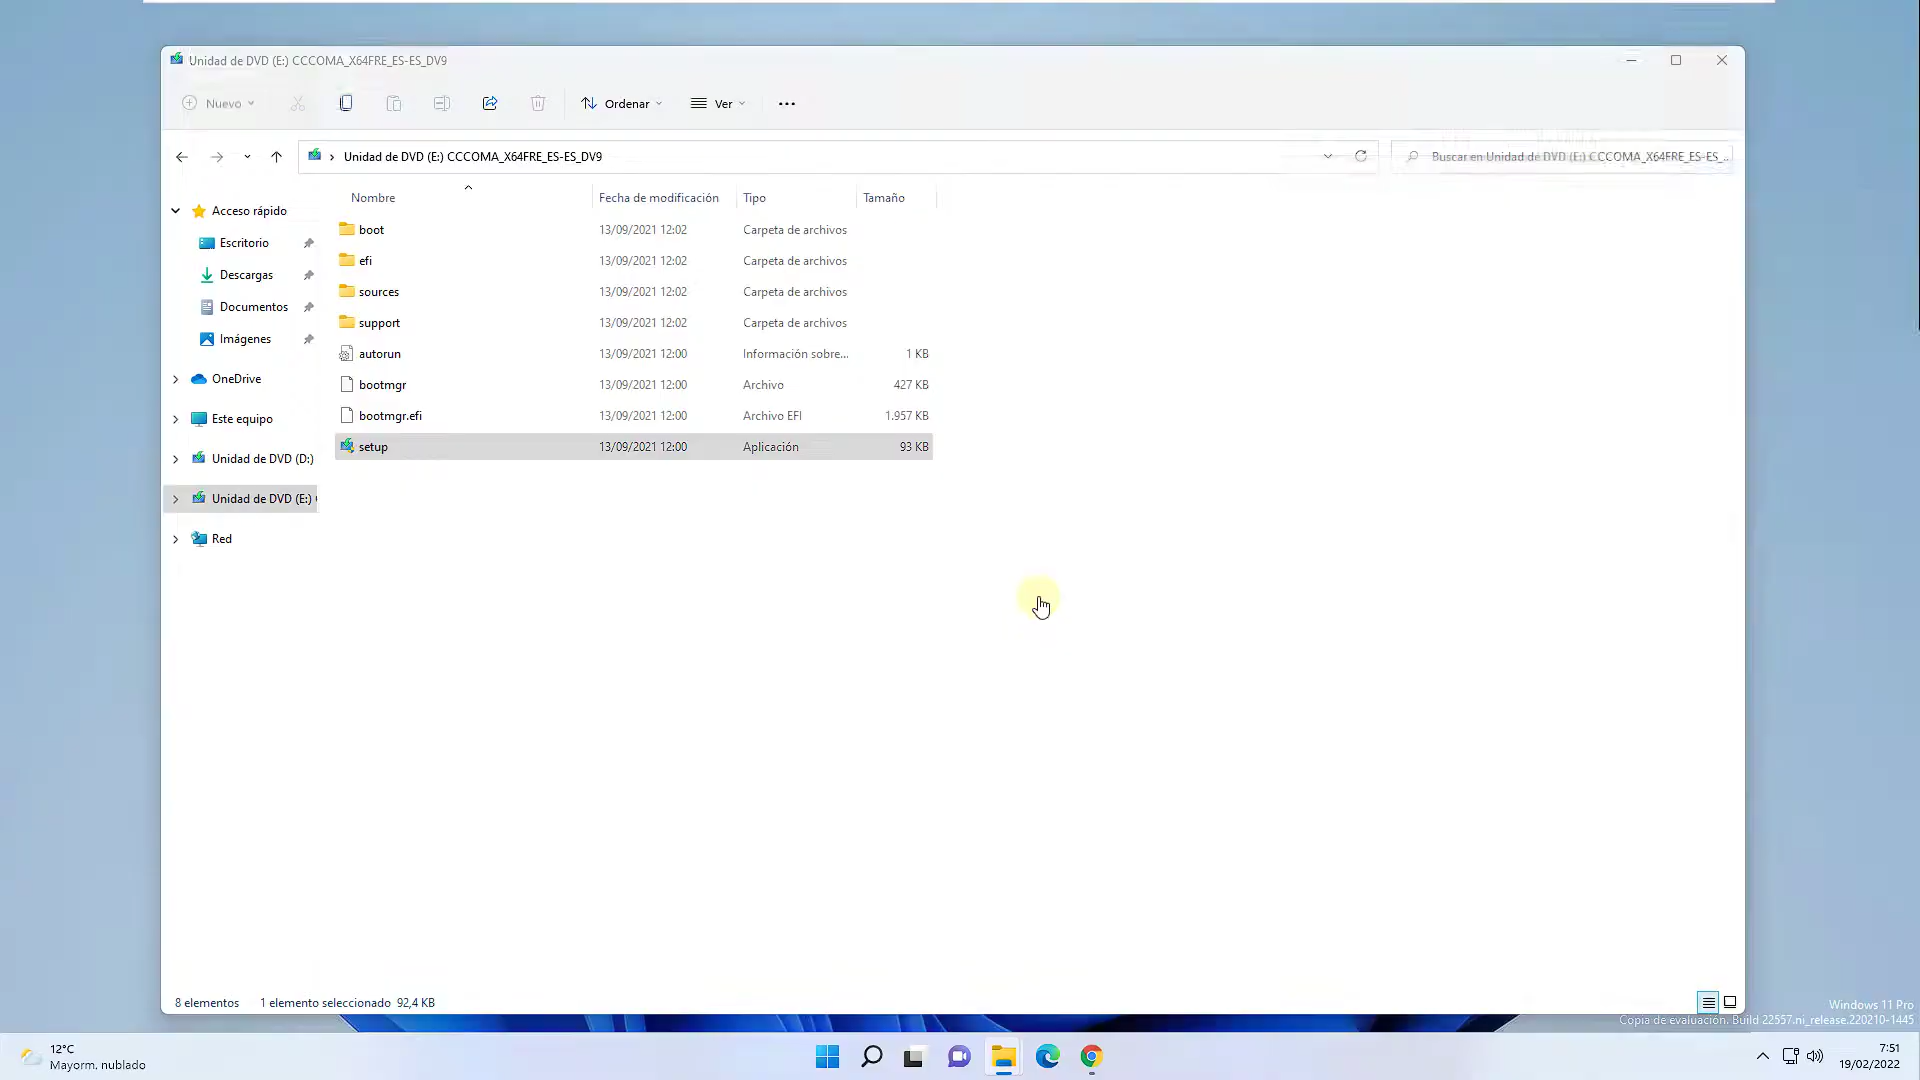 Unidad de DVD (E:) CCCOMA_X64FRE_ES-ES_DV9
Nuevo
Ordenar
Ver
Unidad de DVD (E:) CCCOMA_X64FRE_ES-ES_DV9
Buscar en Unidad de DVD (E:) CCCOMA_X64FRE_ES-ES_...
Nombre Fecha de modificación Tipo Tamaño
Acceso rápido
Escritorio
Descargas
Documentos
Imágenes
OneDrive
Este equipo
Unidad de DVD (D:)
Unidad de DVD (E:)
Red
boot 13/09/2021 12:02 Carpeta de archivos
efi 13/09/2021 12:02 Carpeta de archivos
sources 13/09/2021 12:02 Carpeta de archivos
support 13/09/2021 12:02 Carpeta de archivos
autorun 13/09/2021 12:00 Información sobre... 1 KB
bootmgr 13/09/2021 12:00 Archivo 427 KB
bootmgr.efi 13/09/2021 12:00 Archivo EFI 1.957 KB
setup 13/09/2021 12:00 Aplicación 93 KB
8 elementos 1 elemento seleccionado 92,4 KB
Windows 11 Pro
Copia de evaluación. Build 22557.ni_release.220210-1445
12°C
Mayorm. nublado
7:51
19/02/2022